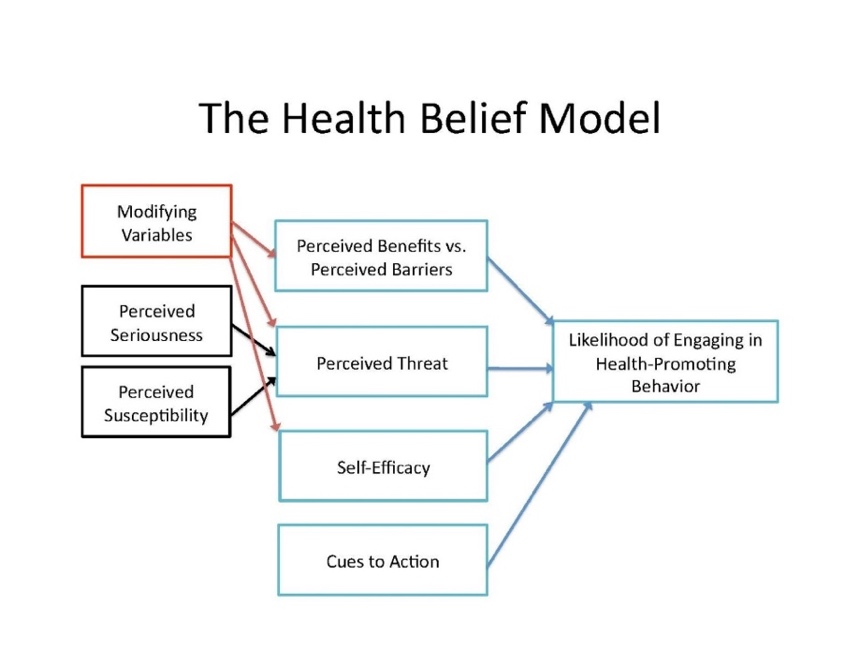 The Health Belief Model
Modifying
Variables
Perceived Benefits vs.
Perceived Barriers
Perceived
Seriousness
Perceived Threat
Likelihood of Engaging in
Health-Promoting
Behavior
Perceived
Susceptibility
Self-Efficacy
Cues to Action